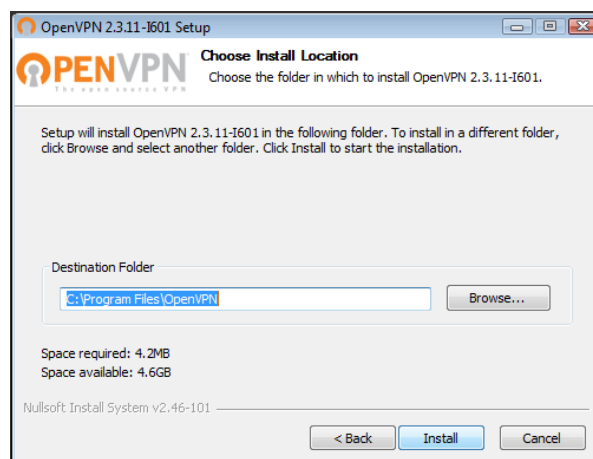 OpenVPN 2.3.11-I601 Setup
OPENVPN
The open source VPN
Choose Install Location
Choose the folder in which to install OpenVPN 2.3.11-I601.
Setup will install OpenVPN 2.3.11-I601 in the following folder. To install in a different folder,
click Browse and select another folder. Click Install to start the installation.
Destination Folder
C:\Program Files\OpenVPN
Browse...
Space required: 4.2MB
Space available: 4.6GB
Nullsoft Install System v2.46-101
< Back
Install
Cancel